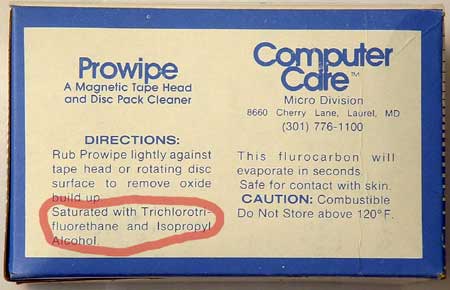 Prowipe
A Magnetic Tape Head
and Disc Pack Cleaner
DIRECTIONS:
Rub Prowipe lightly against
tape head or rotating disc
surface to remove oxide
build up.
Saturated with Trichlorotri-
fluorethane and Isopropyl
Alcohol.
Computer
Care™
Micro Division
8660 Cherry Lane, Laurel, MD
(301) 776-1100
This flurocarbon will
evaporate in seconds.
Safe for contact with skin.
CAUTION: Combustible
Do Not Store above 120°F.